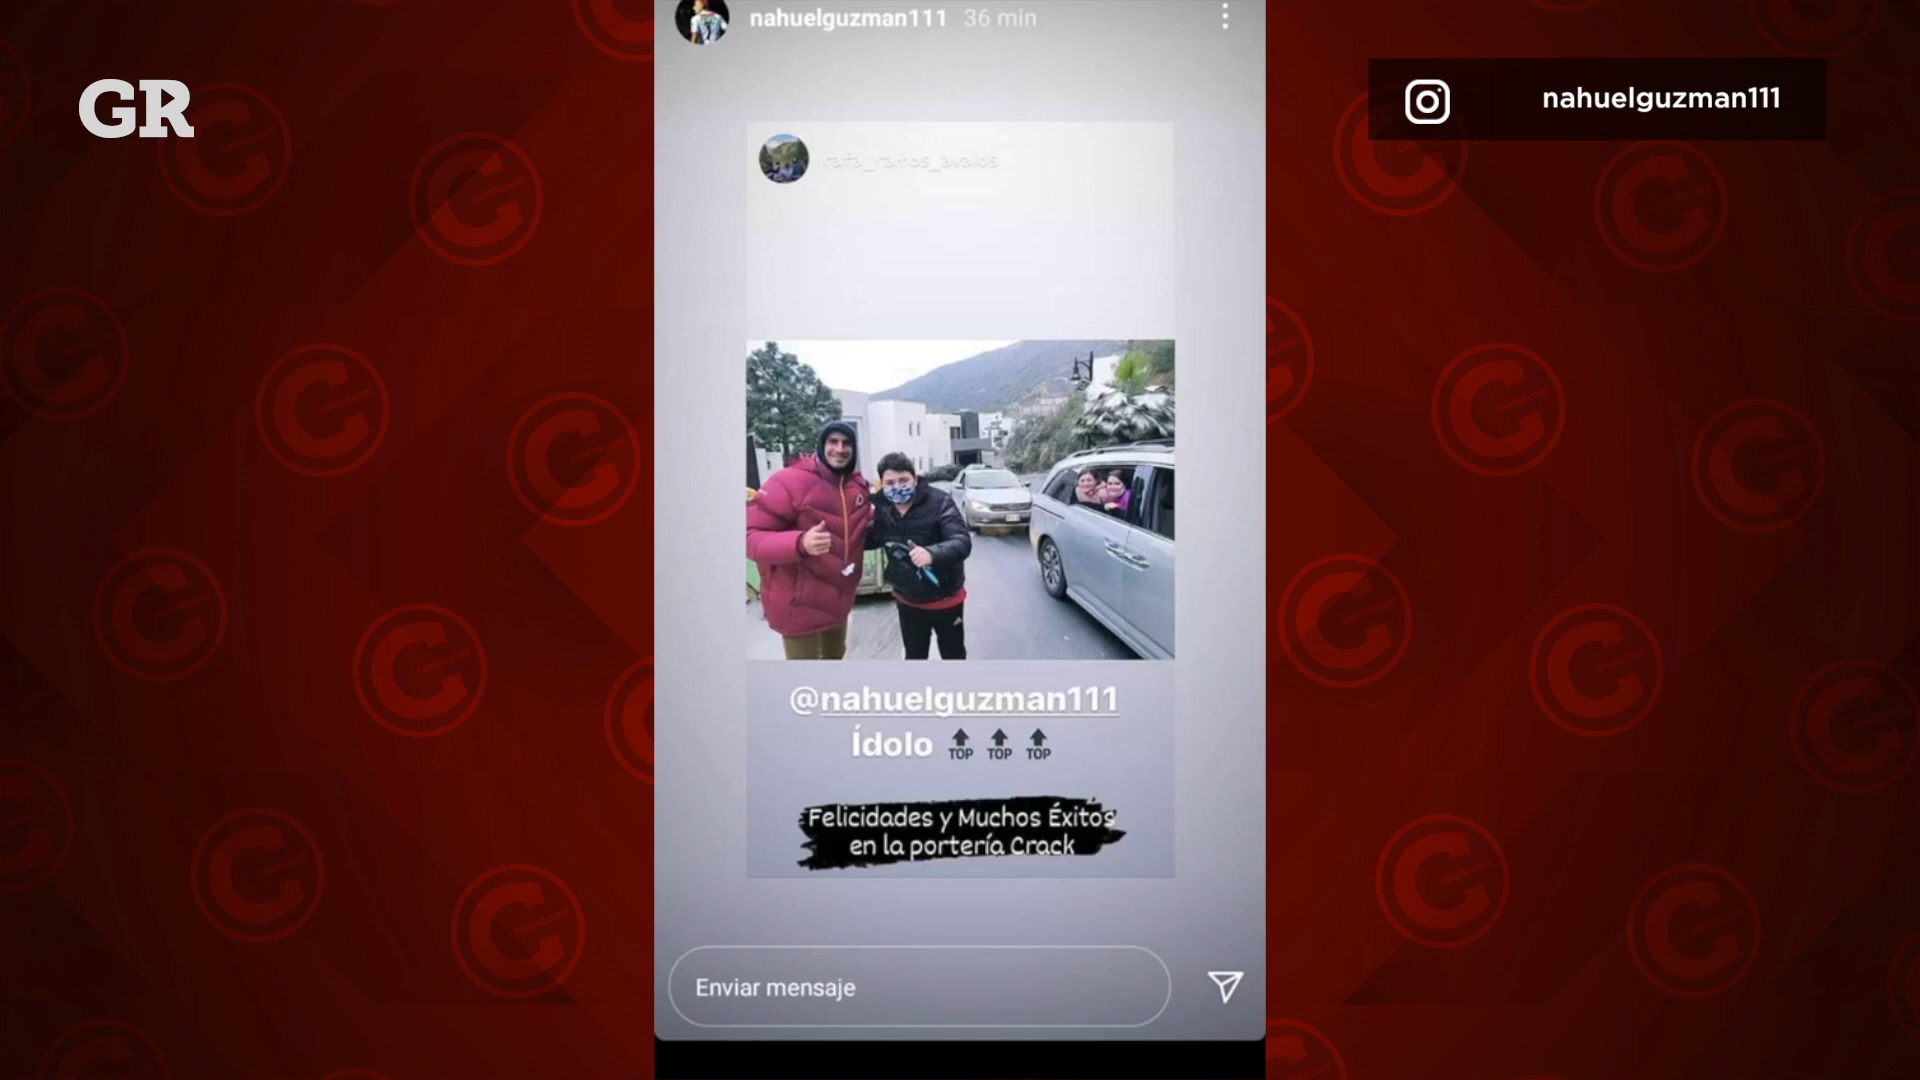 nahuelguzman111 36 min
GR
nahuelguzman111
rafa_ramos_avalos
@nahuelguzman111
Ídolo TOP TOP TOP
Felicidades y Muchos Éxitos
en la portería Crack
Enviar mensaje